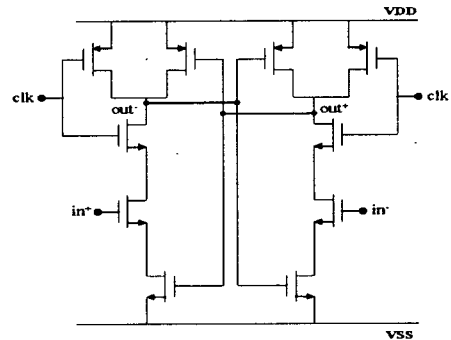 VDD
clk
out-
out+
clk
in+
in-
VSS